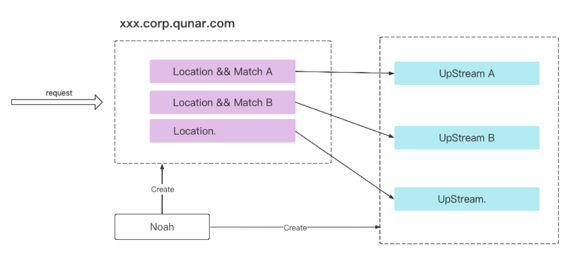 xxx.corp.qunar.com
request
Location && Match A
UpStream A
Location && Match B
Location.
UpStream B
UpStream.
Create
Noah
Create